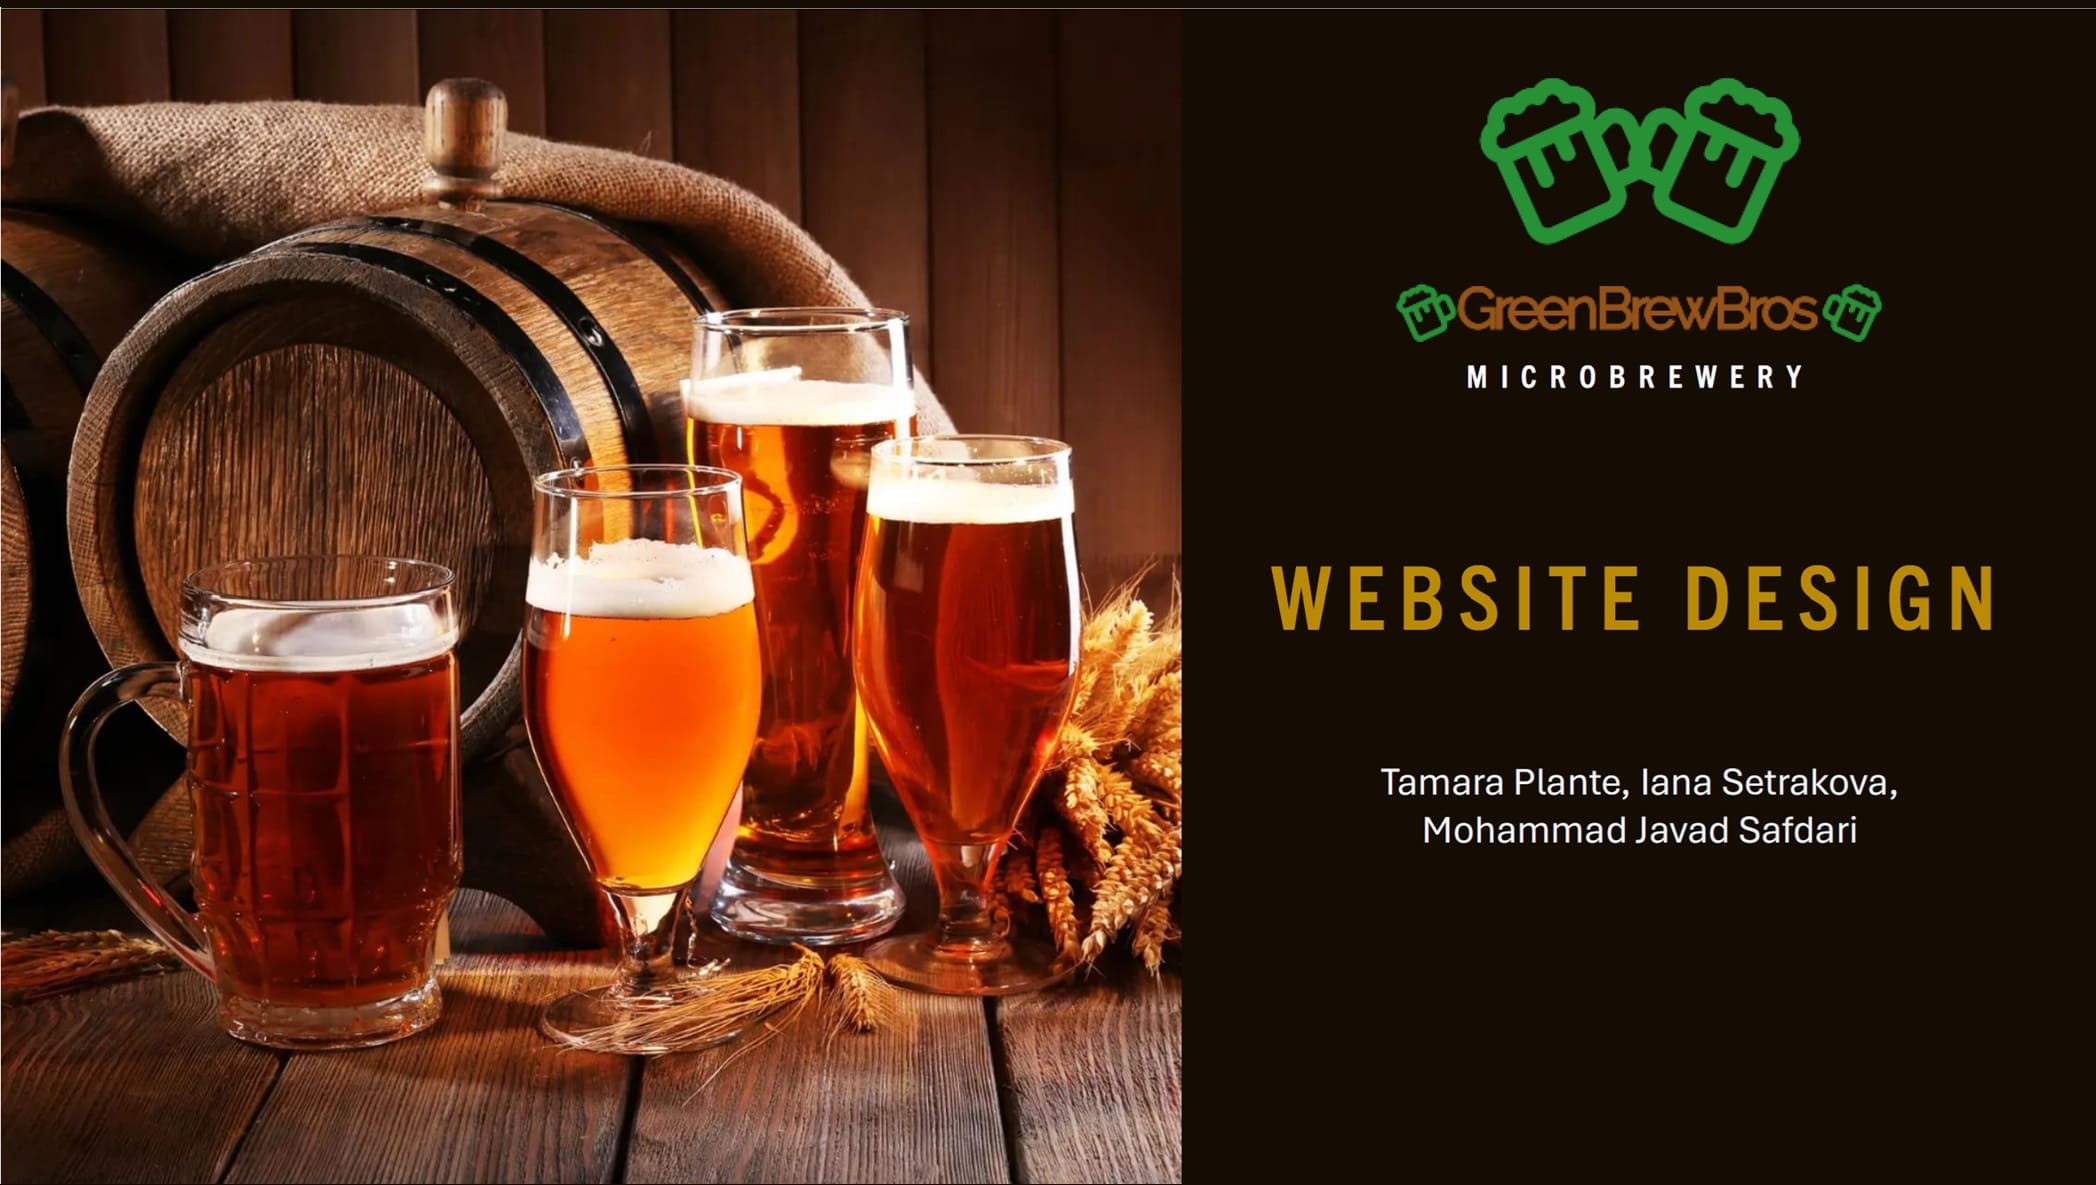 GreenBrewBros
MICROBREWERY
WEBSITE DESIGN
Tamara Plante, Iana Setrakova,
Mohammad Javad Safdari